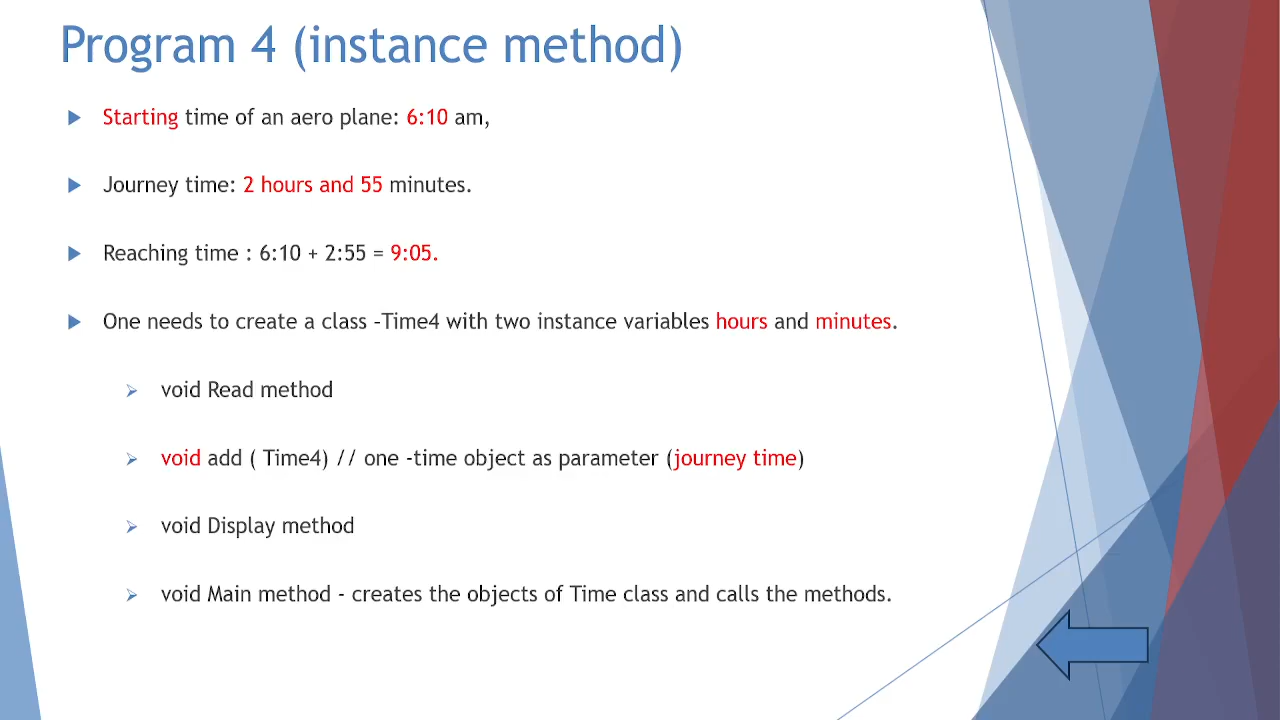 Program 4 (instance method)
Starting time of an aero plane: 6:10 am,
Journey time: 2 hours and 55 minutes.
Reaching time : 6:10 + 2:55 = 9:05.
One needs to create a class –Time4 with two instance variables hours and minutes.
void Read method
void add ( Time4) // one -time object as parameter (journey time)
void Display method
void Main method - creates the objects of Time class and calls the methods.